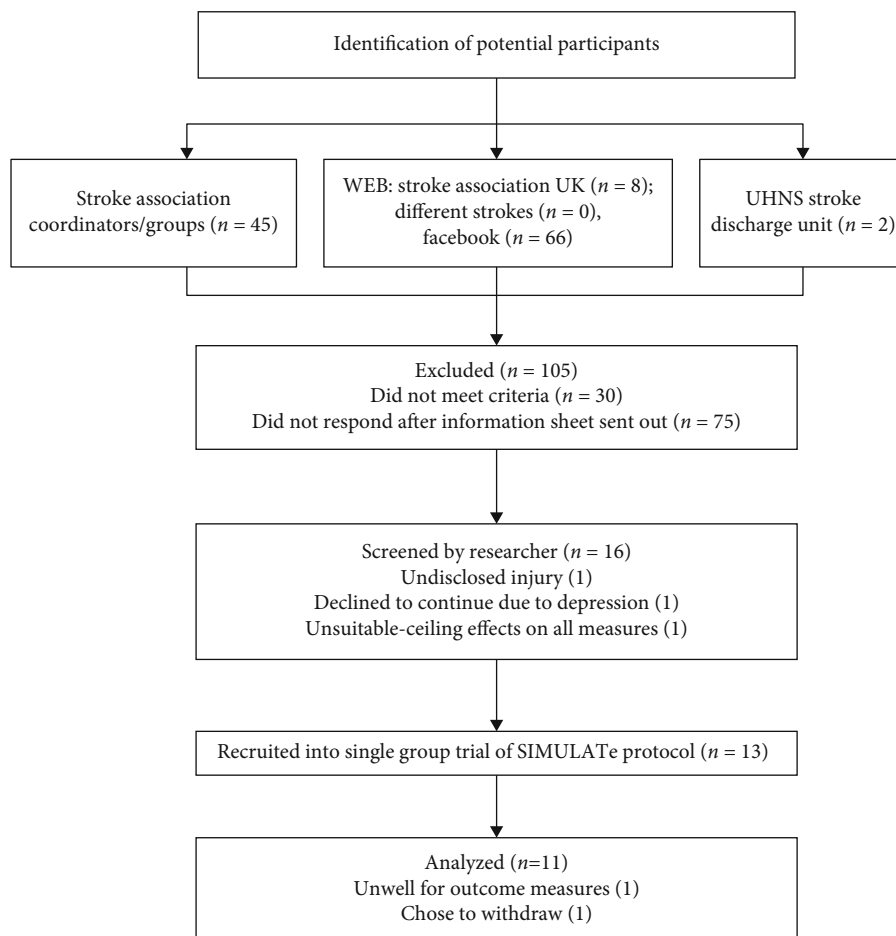 Identification of potential participants
Stroke association
coordinators/groups (n = 45)
WEB: stroke association UK (n = 8);
different strokes (n = 0),
facebook (n = 66)
UHNS stroke
discharge unit (n = 2)
Excluded (n = 105)
Did not meet criteria (n = 30)
Did not respond after information sheet sent out (n = 75)
Screened by researcher (n = 16)
Undisclosed injury (1)
Declined to continue due to depression (1)
Unsuitable-ceiling effects on all measures (1)
Recruited into single group trial of SIMULATe protocol (n = 13)
Analyzed (n=11)
Unwell for outcome measures (1)
Chose to withdraw (1)